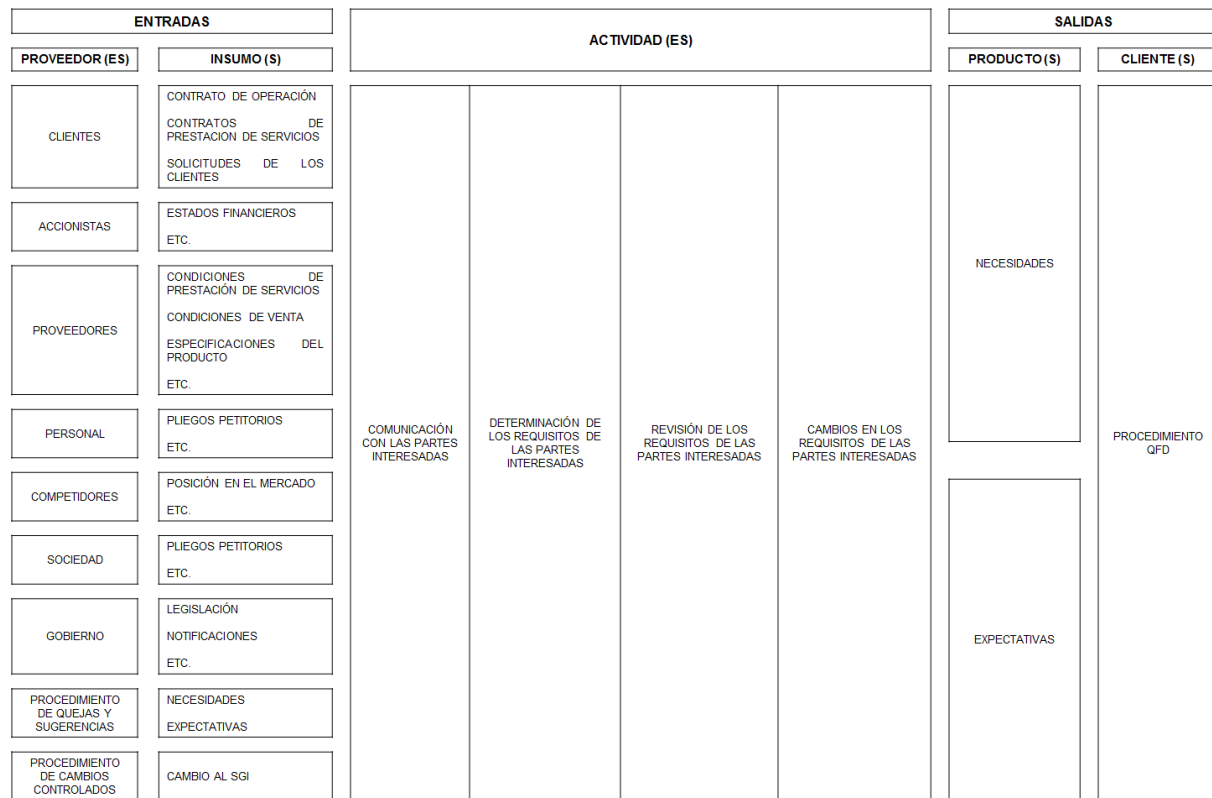 ENTRADAS
ACTIVIDAD (ES)
SALIDAS
PROVEEDOR (ES)
INSUMO (S)
PRODUCTO (S)
CLIENTE (S)
CLIENTES
CONTRATO DE OPERACIÓN
CONTRATOS DE
PRESTACION DE SERVICIOS
SOLICITUDES DE LOS
CLIENTES
ACCIONISTAS
ESTADOS FINANCIEROS
ETC.
PROVEEDORES
CONDICIONES DE
PRESTACIÓN DE SERVICIOS
CONDICIONES DE VENTA
ESPECIFICACIONES DEL
PRODUCTO
ETC.
PERSONAL
PLIEGOS PETITORIOS
ETC.
COMPETIDORES
POSICIÓN EN EL MERCADO
ETC.
SOCIEDAD
PLIEGOS PETITORIOS
ETC.
GOBIERNO
LEGISLACIÓN
NOTIFICACIONES
ETC.
PROCEDIMIENTO
DE QUEJAS Y
SUGERENCIAS
NECESIDADES
EXPECTATIVAS
PROCEDIMIENTO
DE CAMBIOS
CONTROLADOS
CAMBIO AL SGI
COMUNICACIÓN
CON LAS PARTES
INTERESADAS
DETERMINACIÓN DE
LOS REQUISITOS DE
LAS PARTES
INTERESADAS
REVISIÓN DE LOS
REQUISITOS DE LAS
PARTES INTERESADAS
CAMBIOS EN LOS
REQUISITOS DE LAS
PARTES INTERESADAS
NECESIDADES
EXPECTATIVAS
PROCEDIMIENTO
QFD